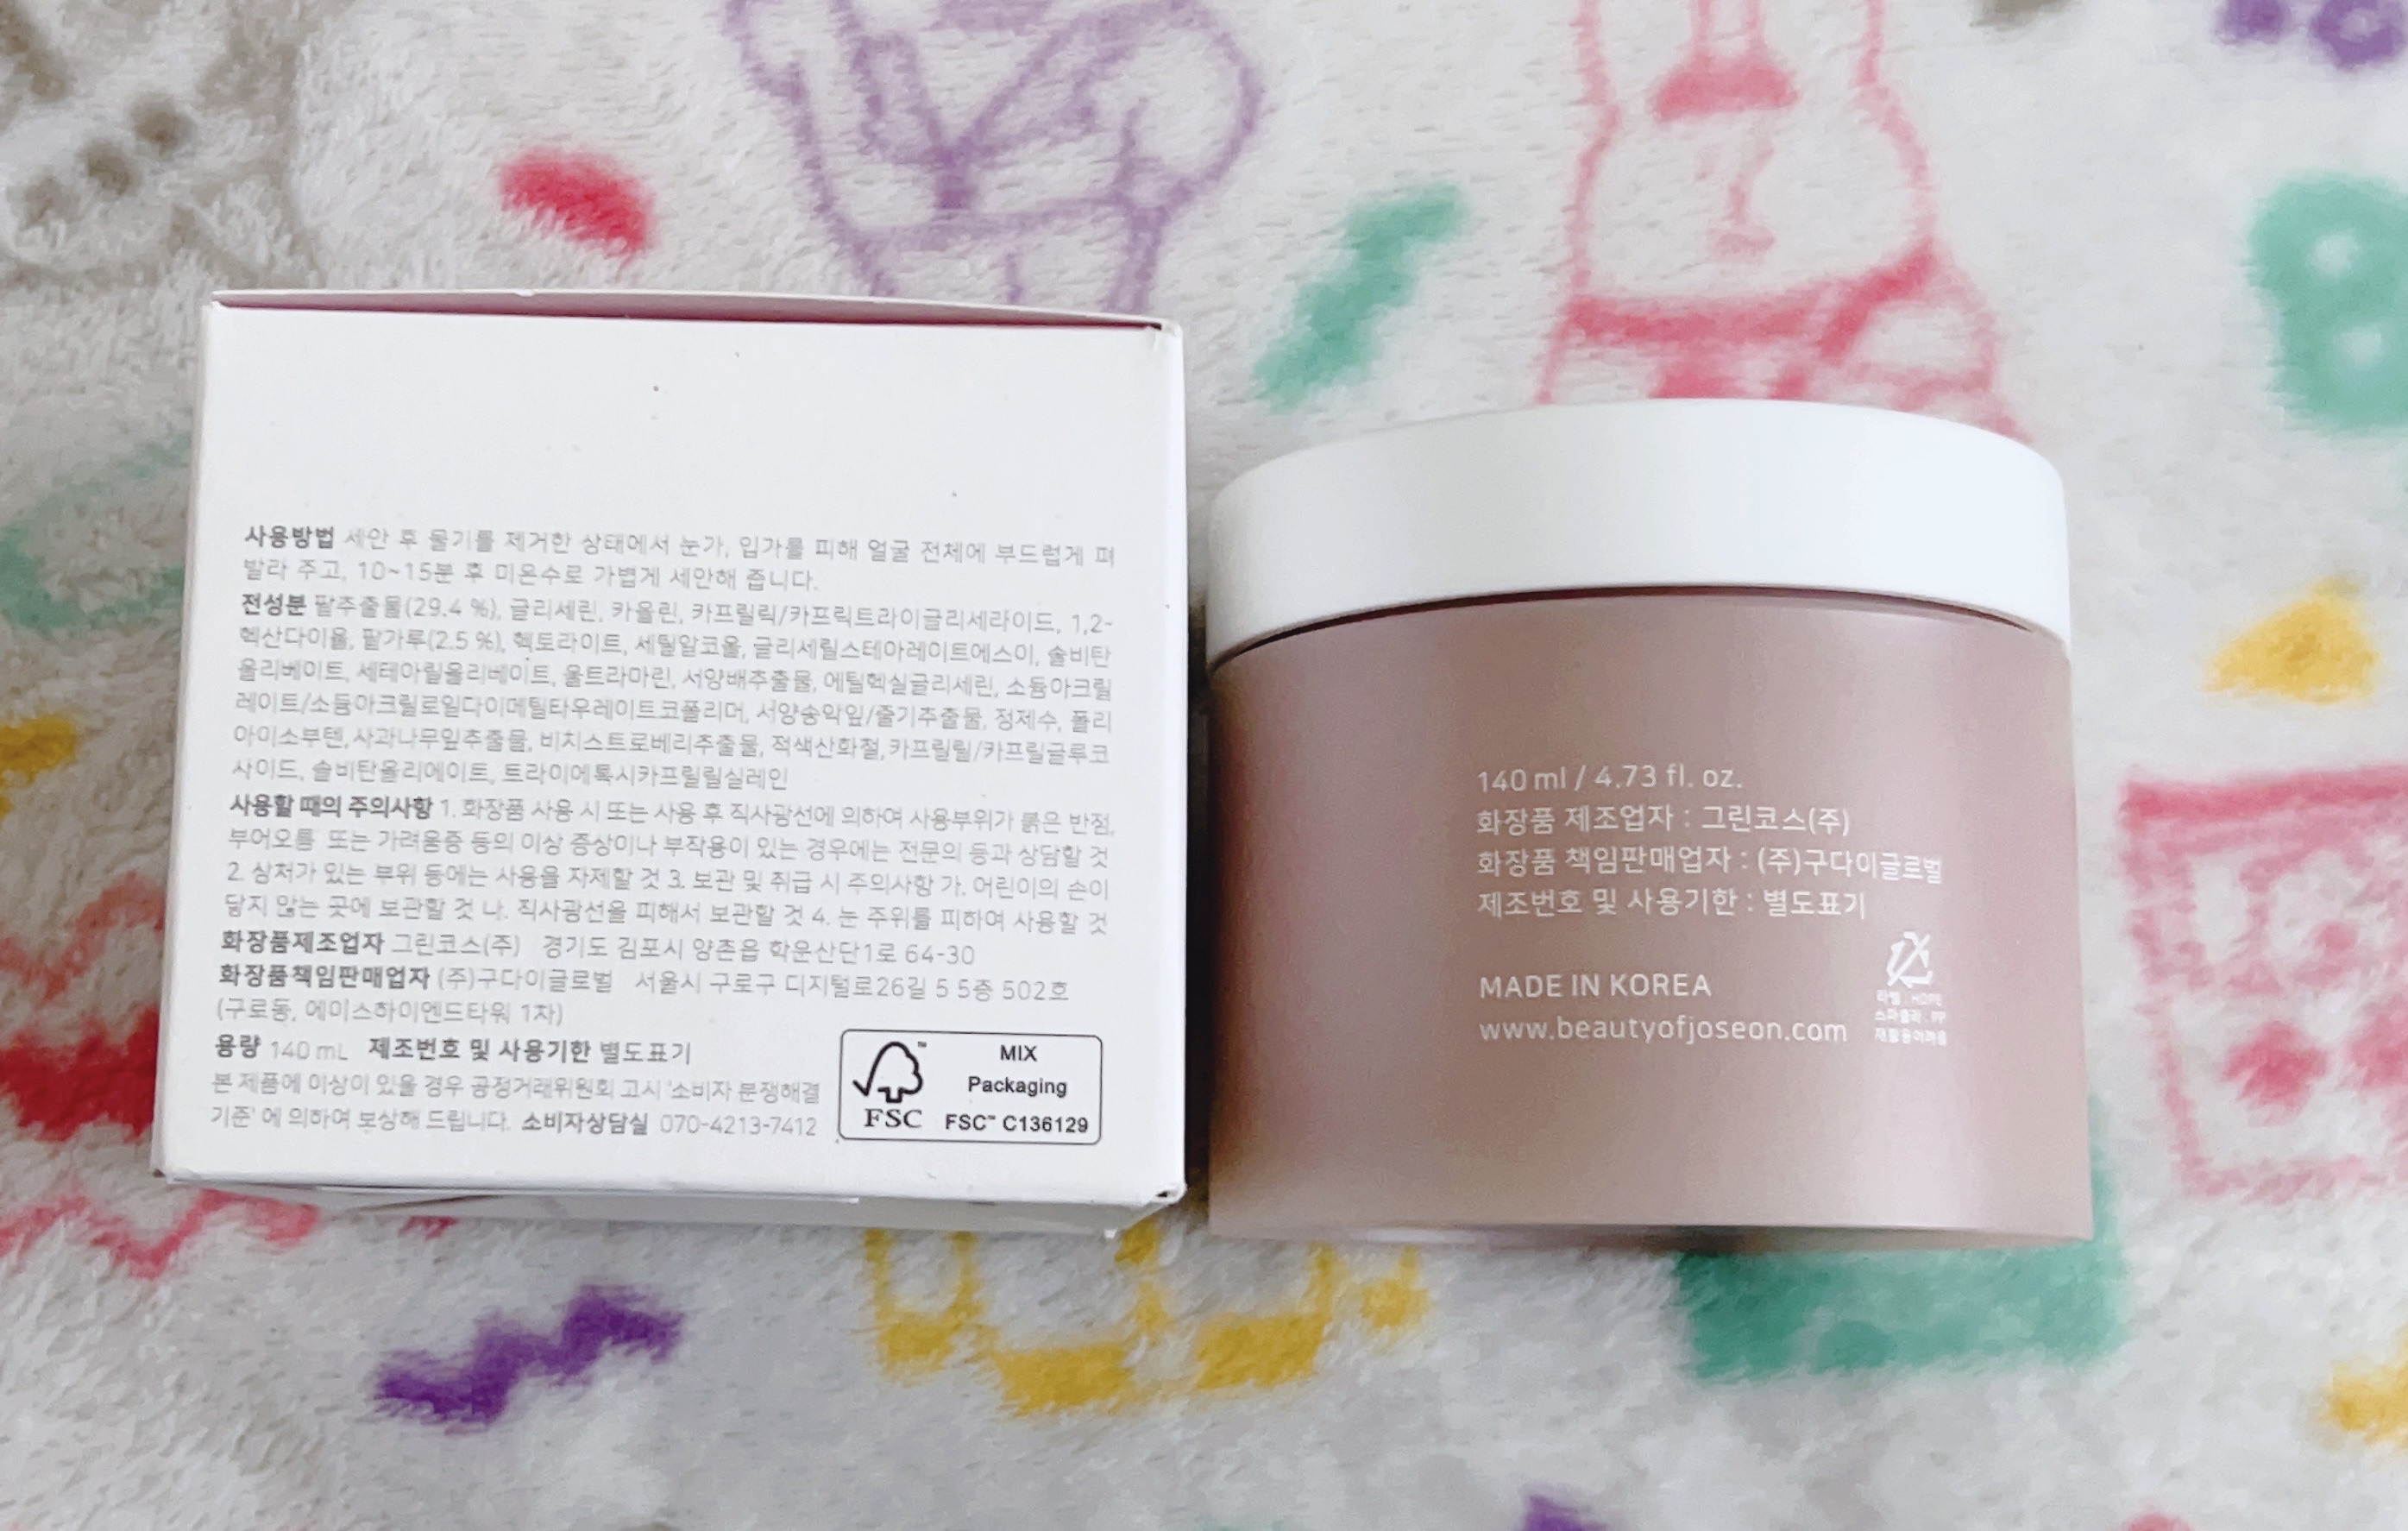 사용방법 세안 후 물기를 제거한 상태에서 눈가, 입가를 피해 얼굴 전체에 부드럽게 펴
발라 주고, 10~15분 후 미온수로 가볍게 세안해 줍니다.
전성분 팥추출물(29.4 %), 글리세린, 카올린, 카프릴릭/카프릭트라이글리세라이드, 1,2-
헥산다이올, 팥가루(2.5 %), 헥토라이트, 세틸알코올, 글리세릴스테아레이트에스이, 솔비탄
올리베이트, 세테아릴올리베이트, 울트라마린, 서양배추출물, 에틸헥실글리세린, 소듐아크릴
레이트/소듐아크릴로일다이메틸타우레이트코폴리머, 서양송악잎/줄기추출물, 정제수, 폴리
아이소부텐, 사과나무잎추출물, 비치스트로베리추출물, 적색산화철, 카프릴릴/카프릴글루코
사이드, 솔비탄올리에이트, 트라이에톡시카프릴릴실레인
사용할 때의 주의사항 1. 화장품 사용 시 또는 사용 후 직사광선에 의하여 사용부위가 붉은 반점,
부어오름 또는 가려움증 등의 이상 증상이나 부작용이 있는 경우에는 전문의 등과 상담할 것
2. 상처가 있는 부위 등에는 사용을 자제할 것 3. 보관 및 취급 시 주의사항 가. 어린이의 손이
닿지 않는 곳에 보관할 것 나. 직사광선을 피해서 보관할 것 4. 눈 주위를 피하여 사용할 것
화장품제조업자 그린코스(주) 경기도 김포시 양촌읍 학운산단1로 64-30
화장품책임판매업자 (주)구다이글로벌 서울시 구로구 디지털로26길 5 5층 502호
(구로동, 에이스하이엔드타워 1차)
용량 140 mL 제조번호 및 사용기한 별도표기
본 제품에 이상이 있을 경우 공정거래위원회 고시 '소비자 분쟁해결
기준' 에 의하여 보상해 드립니다. 소비자상담실 070-4213-7412
FSC™
MIX
Packaging
FSC™ C136129
140 ml / 4.73 fl. oz.
화장품 제조업자 : 그린코스(주)
화장품 책임판매업자 : (주)구다이글로벌
제조번호 및 사용기한 : 별도표기
MADE IN KOREA
www.beautyofjoseon.com
라벨 : HDPE
스파출라 : PP
재활용어려움